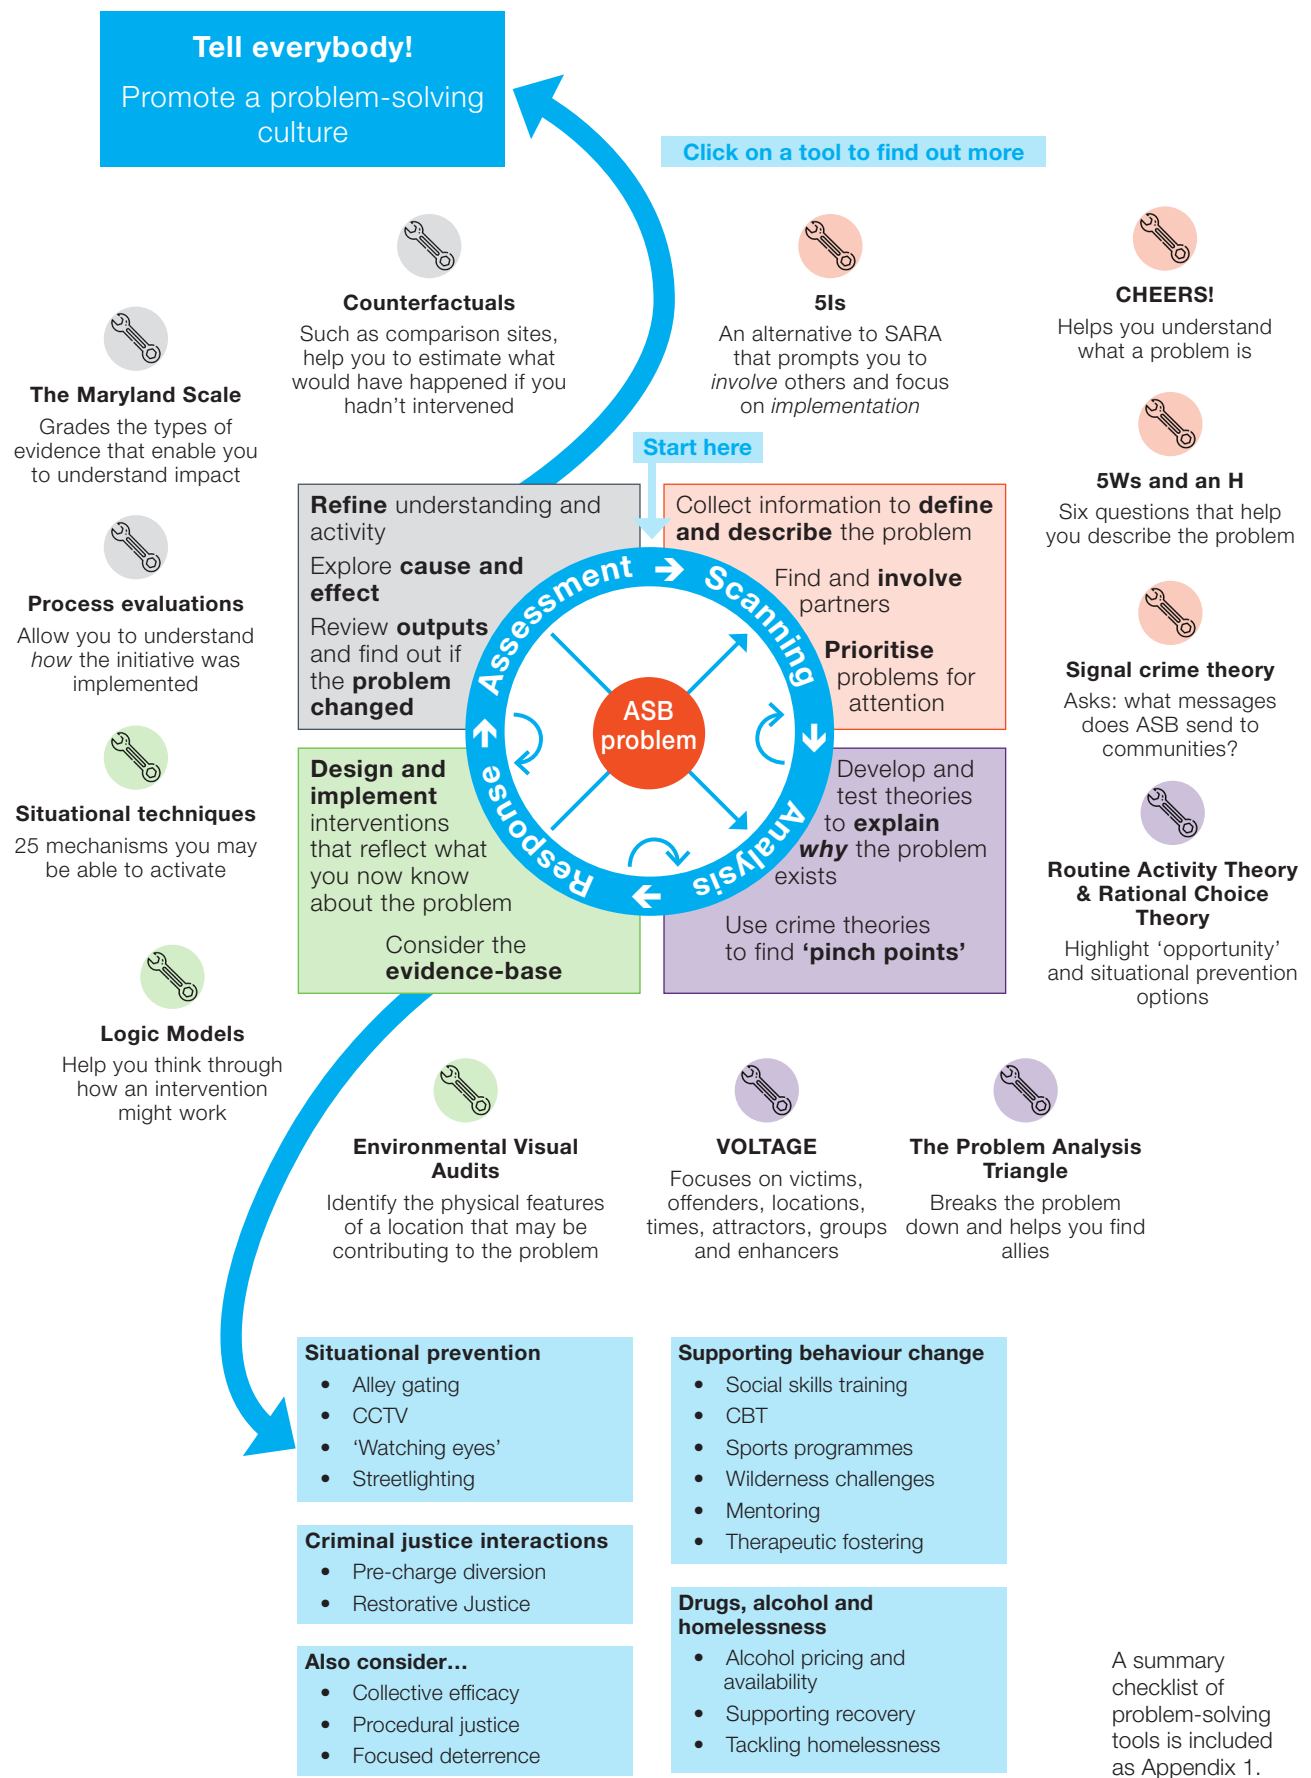 Tell everybody!
Promote a problem-solving
culture
Click on a tool to find out more
Counterfactuals
Such as comparison sites,
help you to estimate what
would have happened if you
hadn't intervened
5Is
An alternative to SARA
that prompts you to
involve others and focus
on implementation
CHEERS!
Helps you understand
what a problem is
The Maryland Scale
Grades the types of
evidence that enable you
to understand impact
5Ws and an H
Six questions that help
you describe the problem
Process evaluations
Allow you to understand
how the initiative was
implemented
Signal crime theory
Asks: what messages
does ASB send to
communities?
Situational techniques
25 mechanisms you may
be able to activate
Routine Activity Theory
& Rational Choice
Theory
Highlight 'opportunity'
and situational prevention
options
Start here
Refine understanding and
activity
Explore cause and
effect
Review outputs
and find out if
the problem
changed
Collect information to define
and describe the problem
Find and involve
partners
Prioritise
problems for
attention
Assessment
Scanning
Analysis
Response
ASB
problem
Design and
implement
interventions
that reflect what
you now know
about the problem
Consider the
evidence-base
Develop and
test theories
to explain
why the problem
exists
Use crime theories
to find 'pinch points'
Logic Models
Help you think through
how an intervention
might work
Environmental Visual
Audits
Identify the physical features
of a location that may be
contributing to the problem
VOLTAGE
Focuses on victims,
offenders, locations,
times, attractors, groups
and enhancers
The Problem Analysis
Triangle
Breaks the problem
down and helps you find
allies
Situational prevention
• Alley gating
• CCTV
• 'Watching eyes'
• Streetlighting
Criminal justice interactions
• Pre-charge diversion
• Restorative Justice
Also consider...
• Collective efficacy
• Procedural justice
• Focused deterrence
Supporting behaviour change
• Social skills training
• CBT
• Sports programmes
• Wilderness challenges
• Mentoring
• Therapeutic fostering
Drugs, alcohol and
homelessness
• Alcohol pricing and
availability
• Supporting recovery
• Tackling homelessness
A summary
checklist of
problem-solving
tools is included
as Appendix 1.